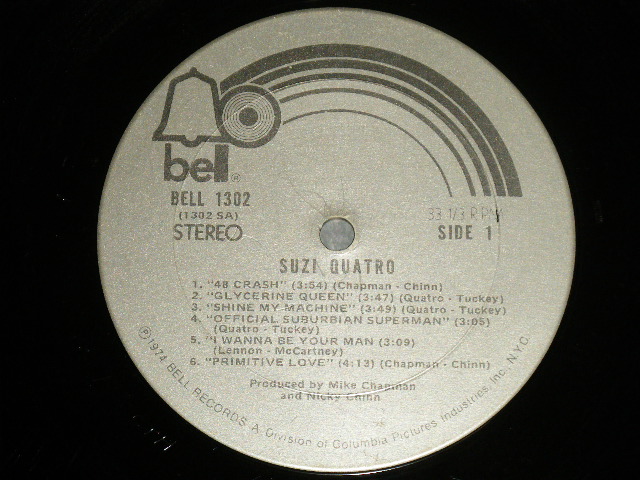 bell®
BELL 1302
(1302 SA)
STEREO
33 1/3 RPM
SIDE 1
SUZI QUATRO
1. "48 CRASH" (3:54) (Chapman - Chinn)
2. "GLYCERINE QUEEN" (3:47) (Quatro - Tuckey)
3. "SHINE MY MACHINE" (3:49) (Quatro - Tuckey)
4. "OFFICIAL SUBURBIAN SUPERMAN" (3:05)
(Quatro - Tuckey)
5. "I WANNA BE YOUR MAN (3:09)
(Lennon - McCartney)
6. "PRIMITIVE LOVE" (4:13) (Chapman - Chinn)
Produced by Mike Chapman
and Nicky Chinn
℗1974 BELL RECORDS A Division of Columbia Pictures Industries, Inc., N.Y.C.